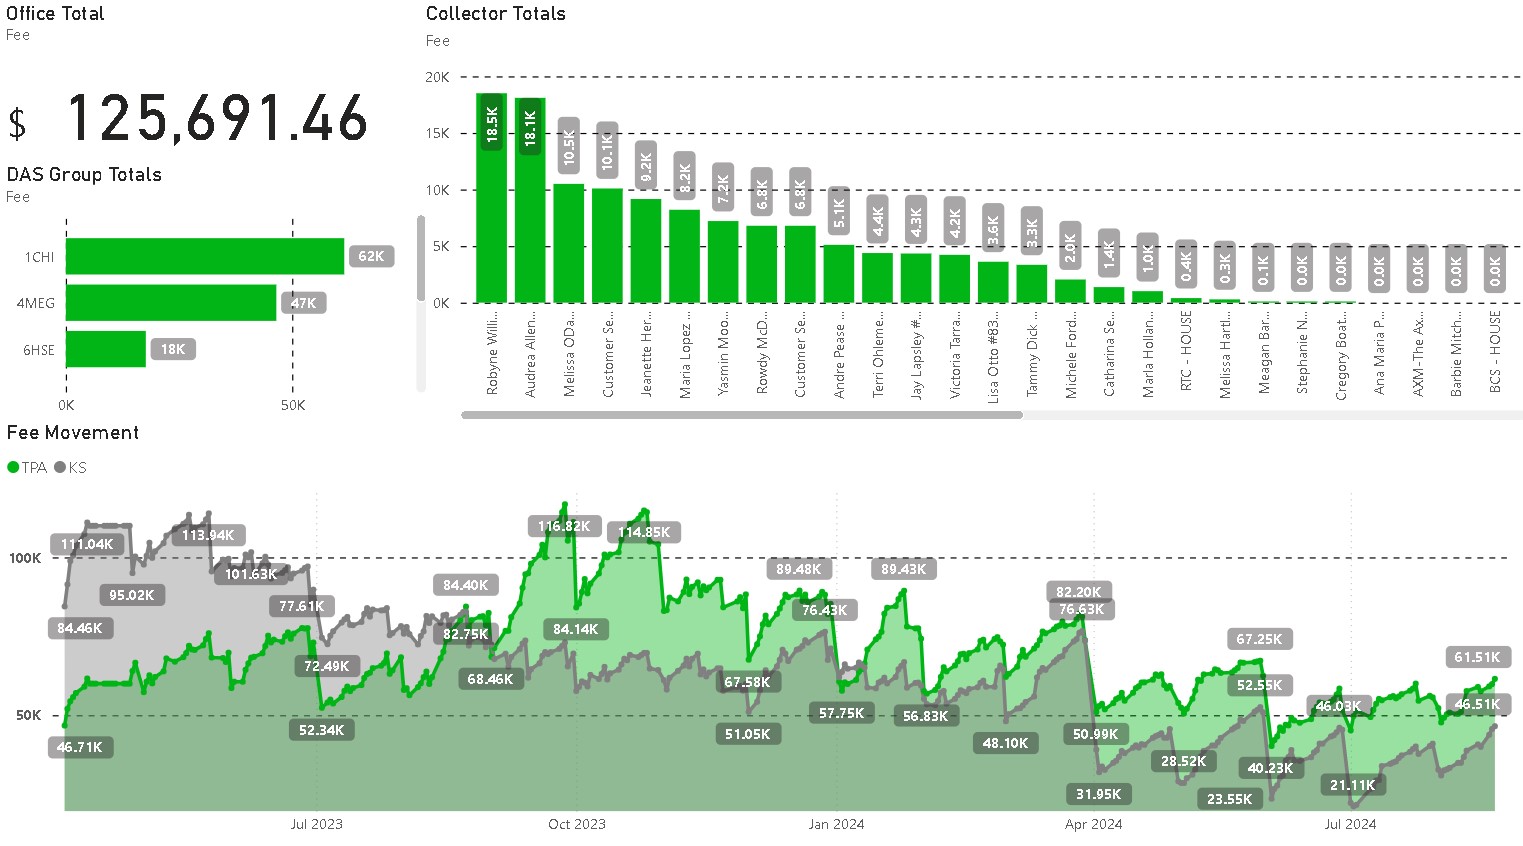 Office Total
Fee
$ 125,691.46
DAS Group Totals
Fee
1CHI
62K
4MEG
47K
6HSE
18K
0K
50K
Collector Totals
Fee
20K
15K
10K
5K
0K
18.5K
18.1K
10.5K
10.1K
9.2K
8.2K
7.2K
6.8K
6.8K
5.1K
4.4K
4.3K
4.2K
3.6K
3.3K
2.0K
1.4K
1.0K
0.4K
0.3K
0.1K
0.0K
0.0K
0.0K
0.0K
0.0K
0.0K
Robyne Willi...
Audrea Allen...
Melissa ODa...
Customer Se...
Jeanette Her...
Maria Lopez ...
Yasmin Moo...
Rowdy McD...
Customer Se...
Andre Pease ...
Terri Ohleme...
Jay Lapsley #...
Victoria Tarra...
Lisa Otto #83...
Tammy Dick ...
Michele Ford...
Catharina Se...
Marla Hollan...
RTC - HOUSE
Melissa Hartl...
Meagan Bar...
Stephanie N...
Cregory Boat...
Ana Maria P...
AXM-The Ax...
Barbie Mitch...
BCS - HOUSE
Fee Movement
TPA KS
100K
50K
111.04K
95.02K
84.46K
46.71K
113.94K
101.63K
77.61K
72.49K
52.34K
84.40K
82.75K
68.46K
116.82K
84.14K
114.85K
67.58K
51.05K
89.48K
76.43K
57.75K
89.43K
56.83K
48.10K
82.20K
76.63K
50.99K
31.95K
28.52K
67.25K
52.55K
23.55K
40.23K
46.03K
21.11K
61.51K
46.51K
Jul 2023
Oct 2023
Jan 2024
Apr 2024
Jul 2024